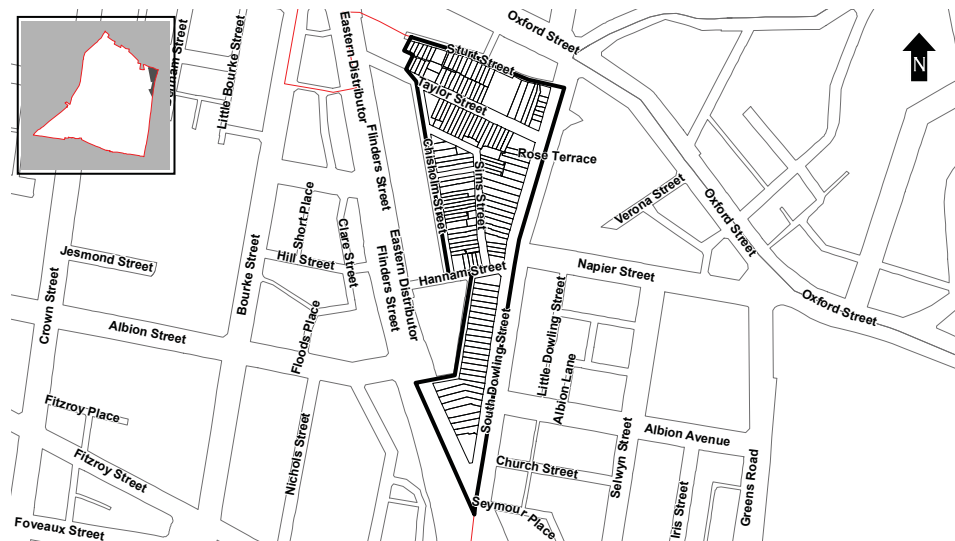 Oxford Street
Sturt Street
Little Bourke Street
Eastern Distributor
N
Taylor Street
Flinders Street
Chisholm Street
Sims Street
Rose Terrace
Short Place
Verona Street
Oxford Street
Clare Street
Jesmond Street
Hill Street
Bourke Street
Eastern Distributor
Flinders Street
Hannam Street
Napier Street
Crown Street
Oxford Street
Albion Street
Floods Place
South Dowling Street
Little Dowling Street
Albion Lane
Fitzroy Place
Albion Avenue
Selwyn Street
Fitzroy Street
Nichols Street
Church Street
Greens Road
Iris Street
Seymour Place
Foveaux Street